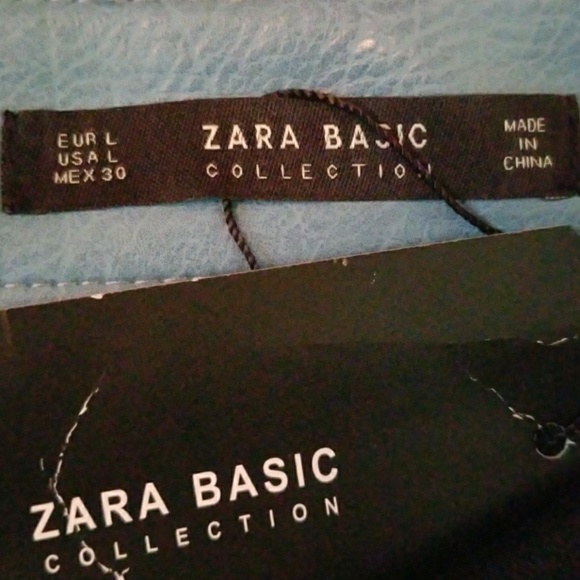 EUR L
USA L
MEX 30
ZARA BASIC
COLLECTION
MADE
IN
CHINA
ZARA BASIC
COLLECTION